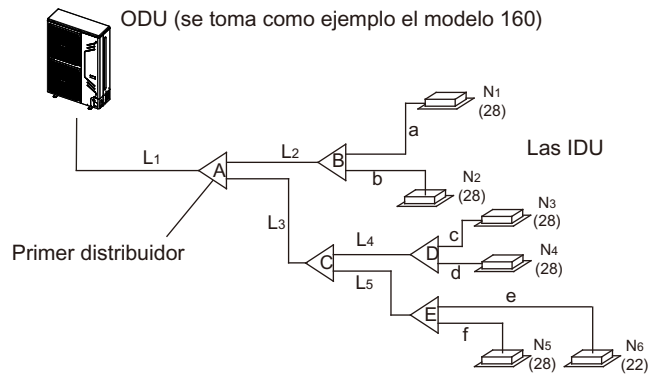 ODU (se toma como ejemplo el modelo 160)
N1
(28)
a
L1
L2
B
Las IDU
A
b
N2
(28)
L3
N3
(28)
Primer distribuidor
L4
c
D
N4
(28)
d
C
L5
e
E
f
N5
(28)
N6
(22)